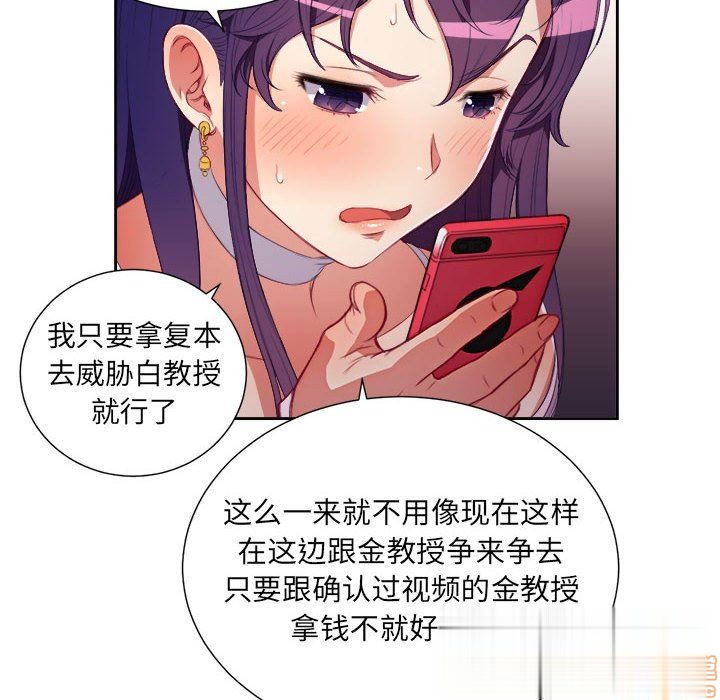 我只要拿复本
去威胁白教授
就行了
这么一来就不用像现在这样
在这边跟金教授争来争去
只要跟确认过视频的金教授
拿钱不就好